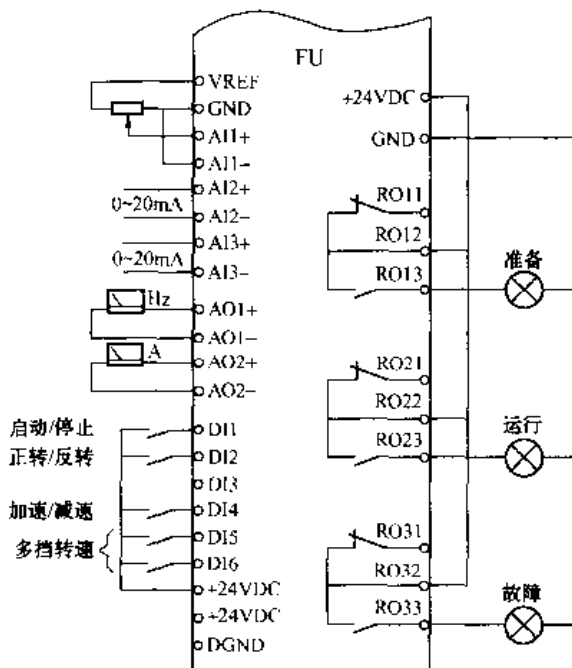 FU
VREF
GND
AI1+
AI1−
AI2+
0~20mA
AI2−
AI3+
0~20mA
AI3−
Hz
AO1+
AO1−
A
AO2+
AO2−
启动/停止
DI1
正转/反转
DI2
DI3
加速/减速
DI4
多挡转速
DI5
DI6
+24VDC
+24VDC
DGND
+24VDC
GND
RO11
RO12
RO13
准备
RO21
RO22
RO23
运行
RO31
RO32
RO33
故障